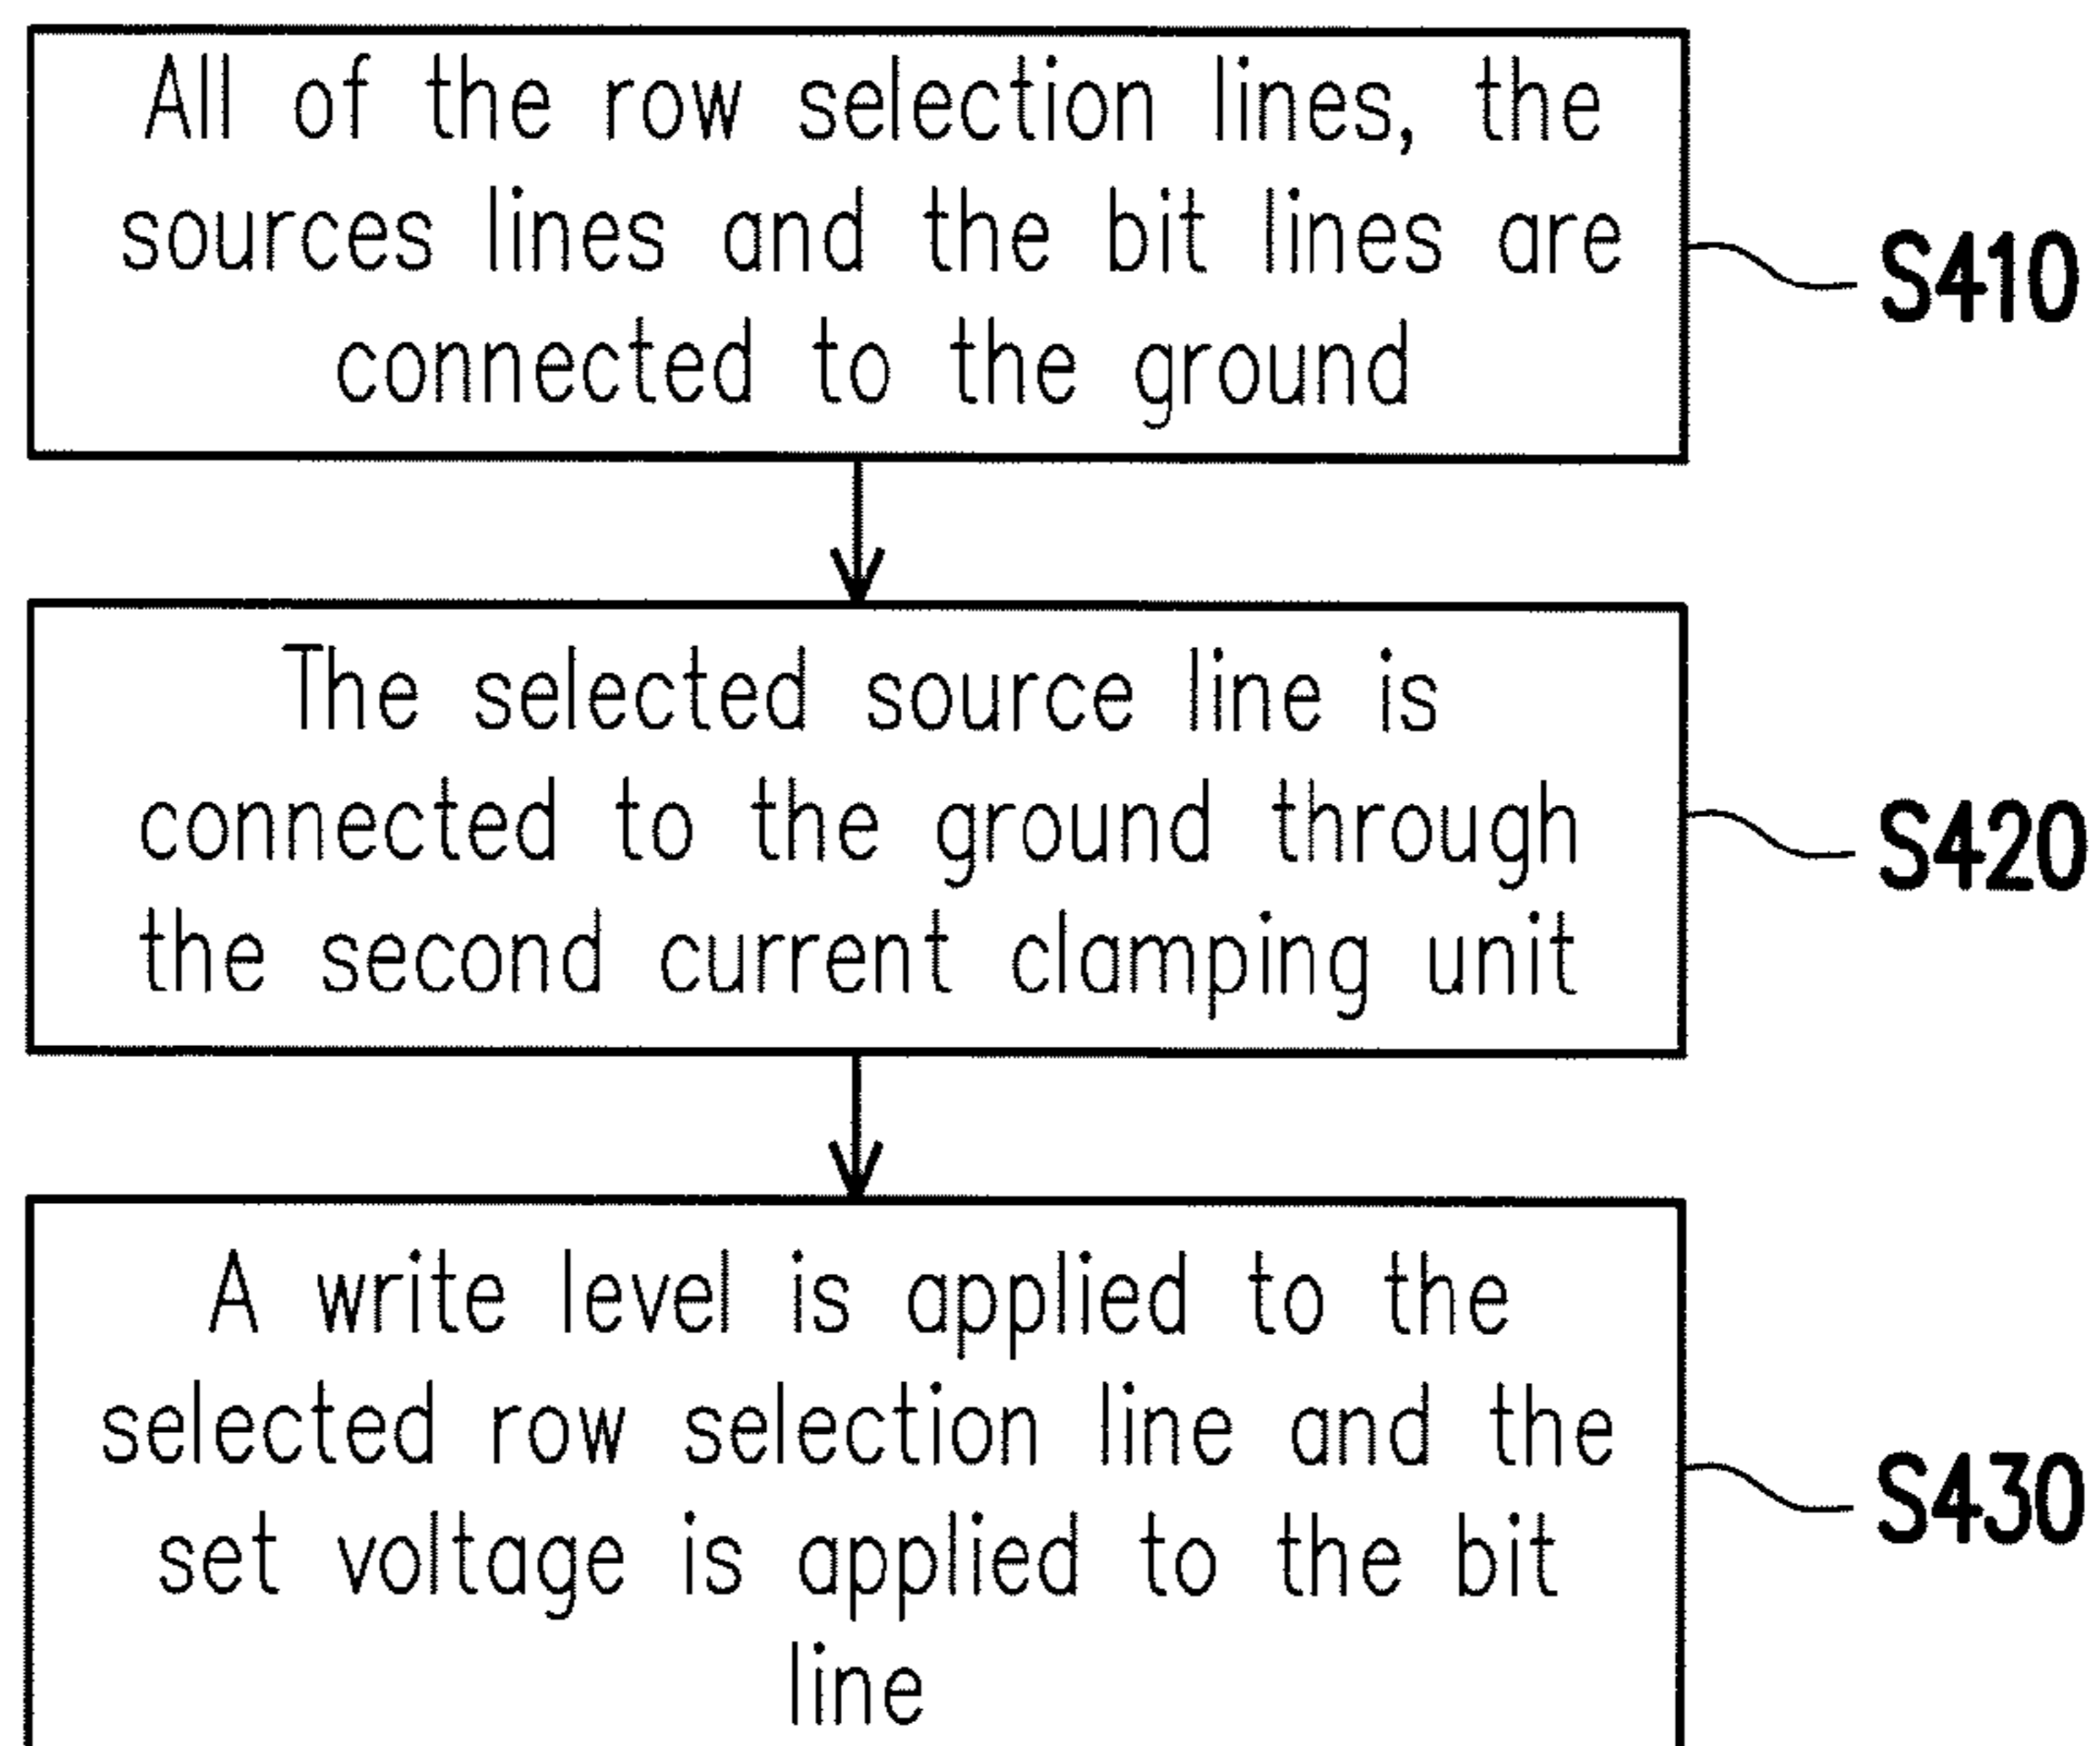 All of the row selection lines, the
sources lines and the bit lines are
connected to the ground
S410
The selected source line is
connected to the ground through
the second current clamping unit
S420
A write level is applied to the
selected row selection line and the
set voltage is applied to the bit
line
S430